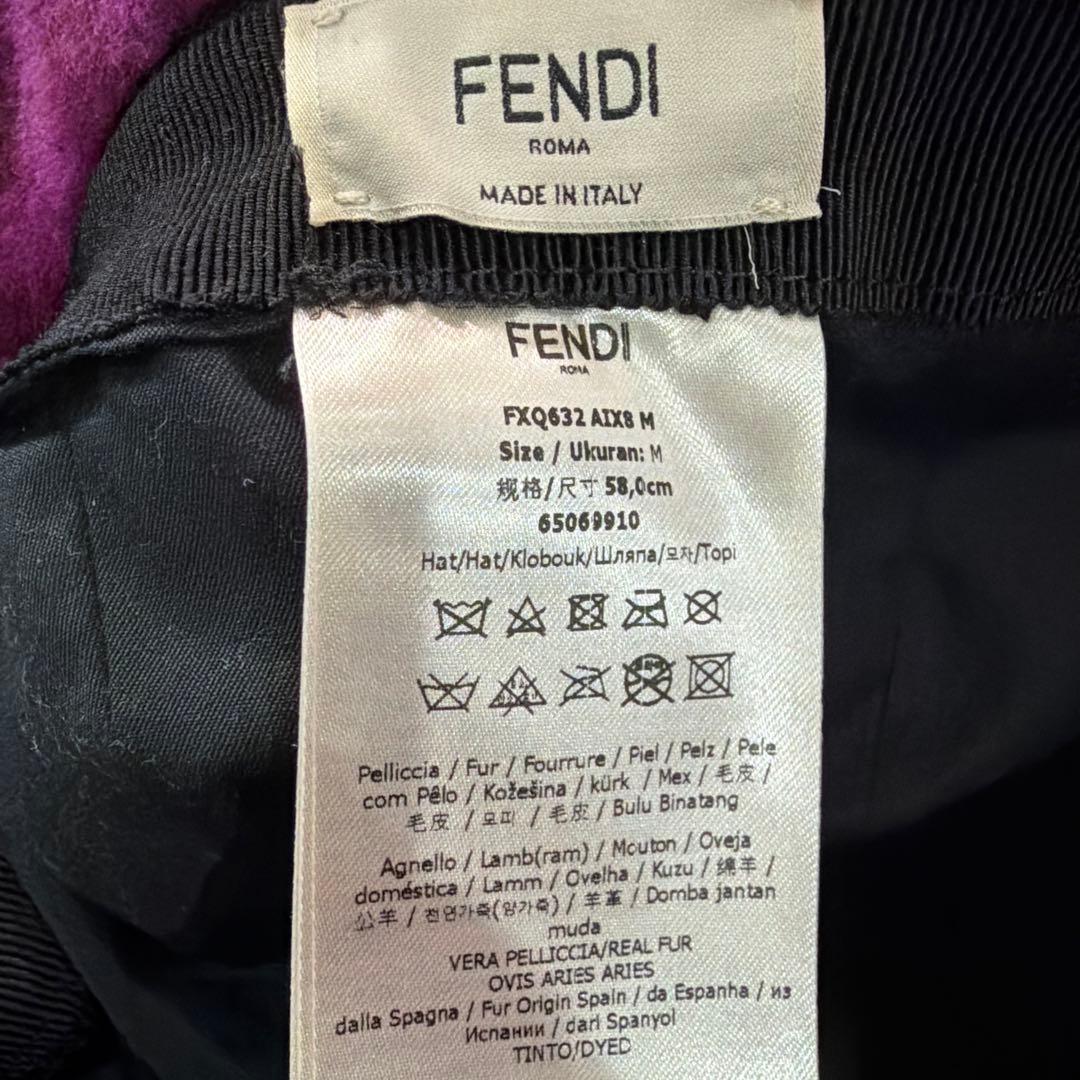 FENDI
ROMA
MADE IN ITALY
FENDI
ROMA
FXQ632 AIX8 M
Size / Ukuran: M
规格/尺寸 58,0cm
65069910
Hat/Hat/Klobouk/Шляпа/모자/Topi
Pelliccia / Fur / Fourrure / Piel / Pelz / Pele
com Pêlo / Kožešina / kürk / Мех / 毛皮 /
毛皮 / 모피 / 毛皮 / Bulu Binatang
Agnello / Lamb(ram) / Mouton / Oveja
doméstica / Lamm / Ovelha / Kuzu / 绵羊 /
公羊 / 천연가죽(양가죽) / 羊革 / Domba jantan
muda
VERA PELLICCIA/REAL FUR
OVIS ARIES ARIES
dalla Spagna / Fur Origin Spain / da Espanha / из
Испании / dari Spanyol
TINTO/DYED